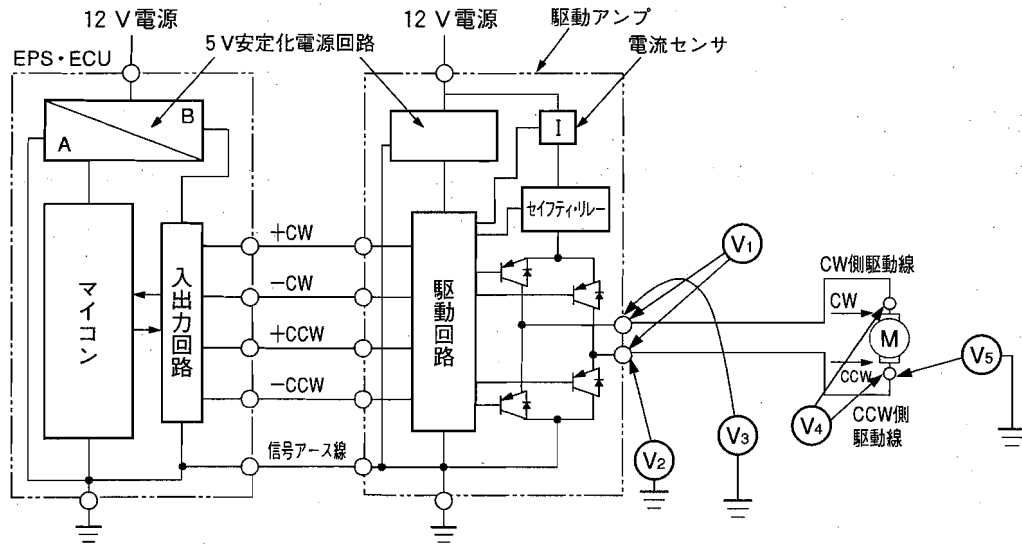 12 V電源
12 V電源
駆動アンプ
5V安定化電源回路
電流センサ
EPS・ECU
A
B
I
セイフティ・リレー
マイコン
入出力回路
駆動回路
+CW
-CW
+CCW
-CCW
信号アース線
V1
V2
V3
CW側駆動線
CW
M
CCW
V4
V5
CCW側
駆動線